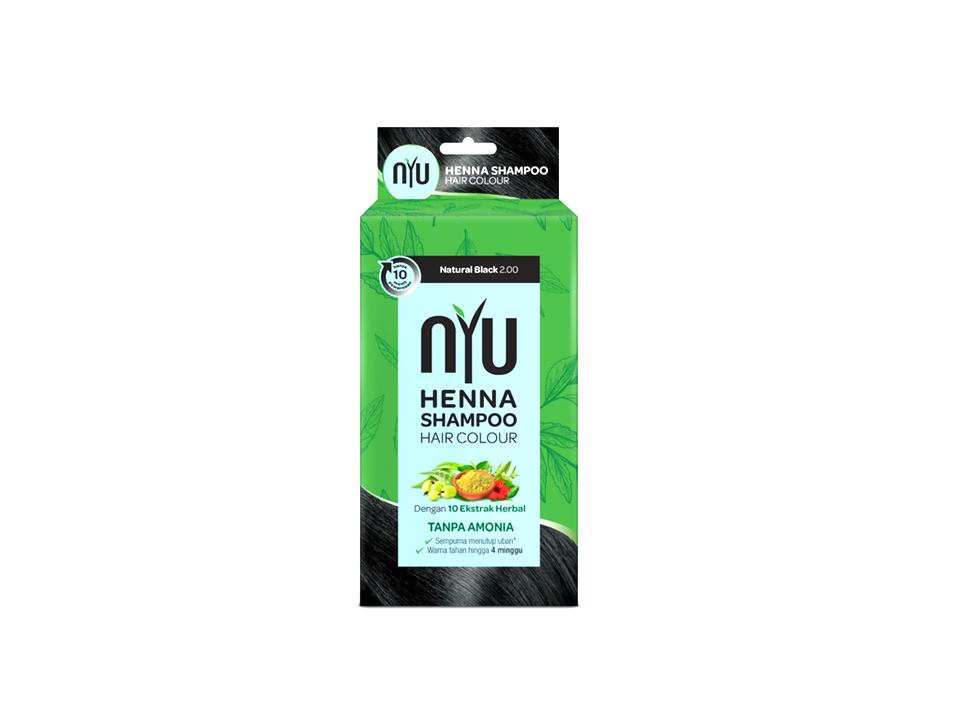 NYU
HENNA SHAMPOO
HAIR COLOUR
hanya
10
Natural Black 2.00
NYU
HENNA
SHAMPOO
HAIR COLOUR
Dengan 10 Ekstrak Herbal
TANPA AMONIA
Sempurna menutup uban*
Warna tahan hingga 4 minggu